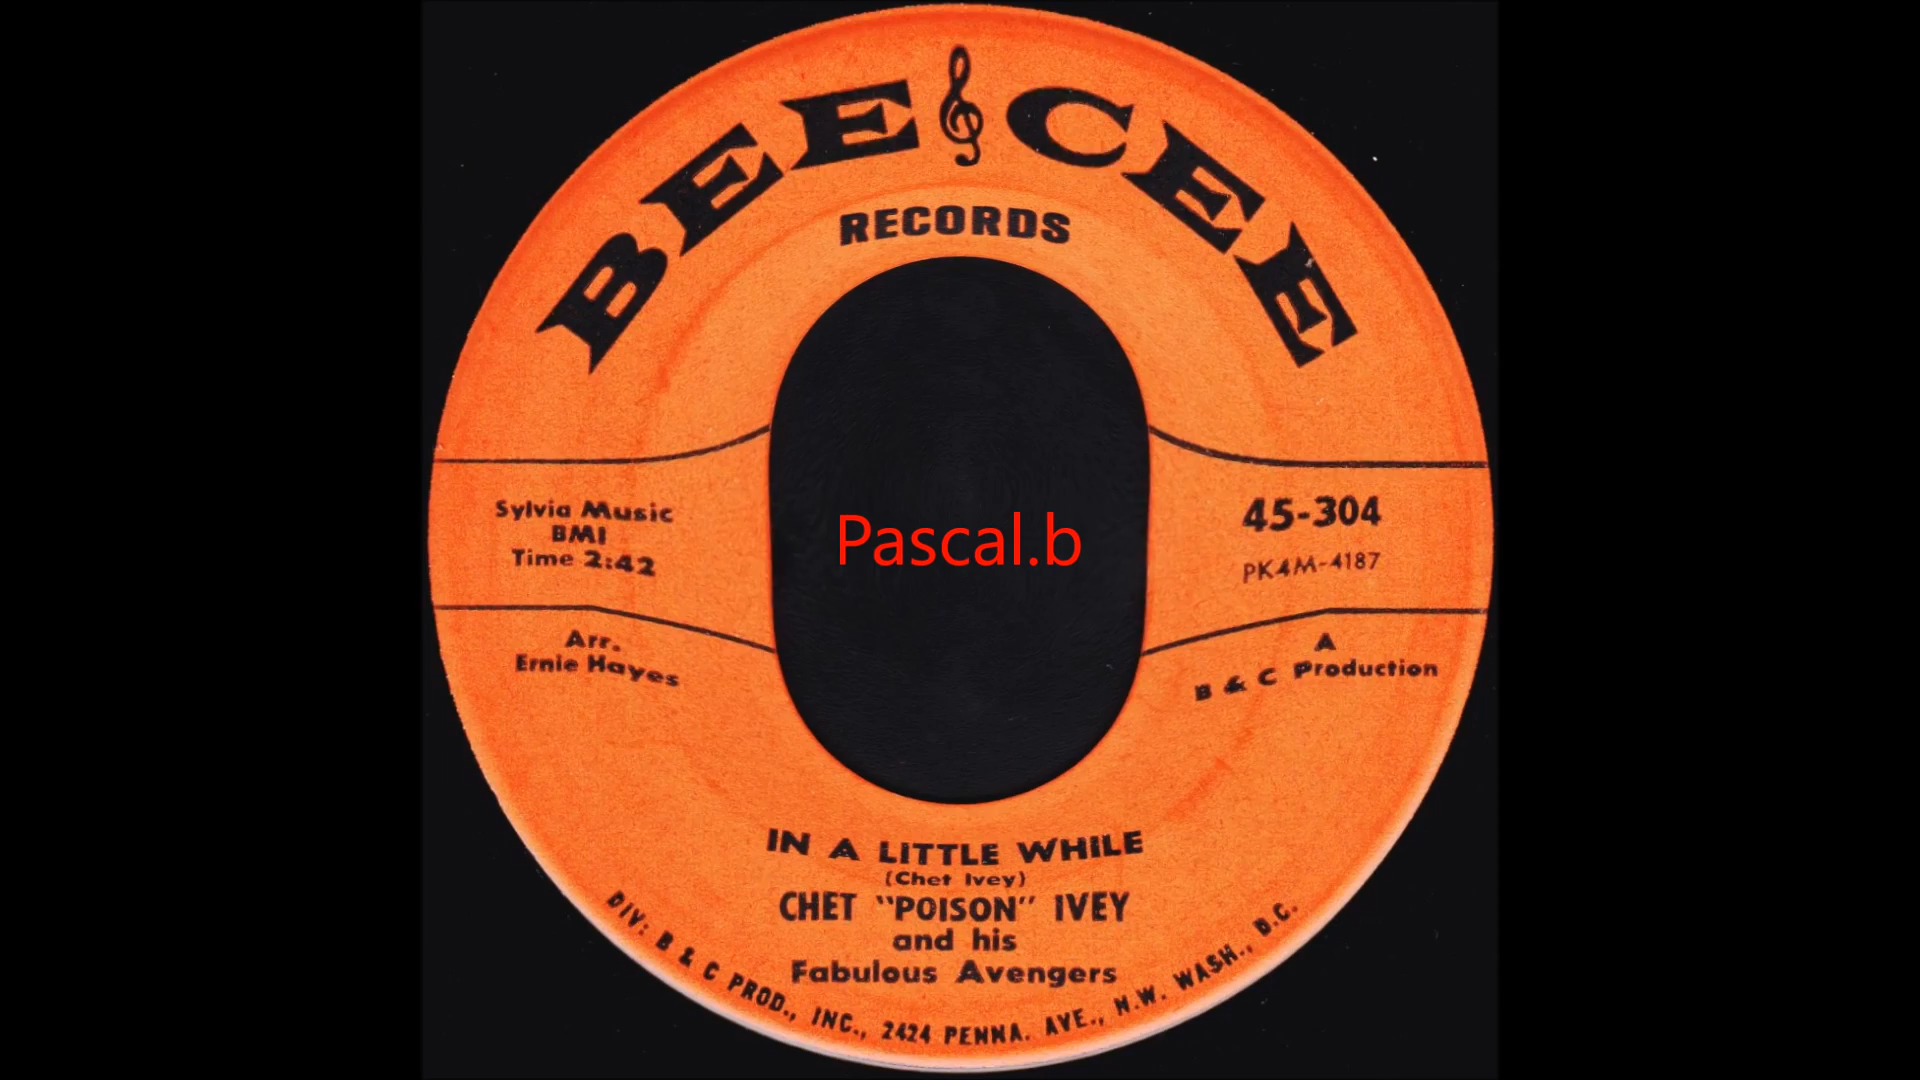 BEE CEE
RECORDS
Sylvia Music
BMI
Time 2:42
Pascal.b
45-304
PK4M-4187
Arr.
Ernie Hayes
A
B & C Production
IN A LITTLE WHILE
(Chet Ivey)
CHET "POISON" IVEY
and his
Fabulous Avengers
DIV: B & C PROD., INC., 2424 PENNA. AVE., N.W. WASH., D.C.